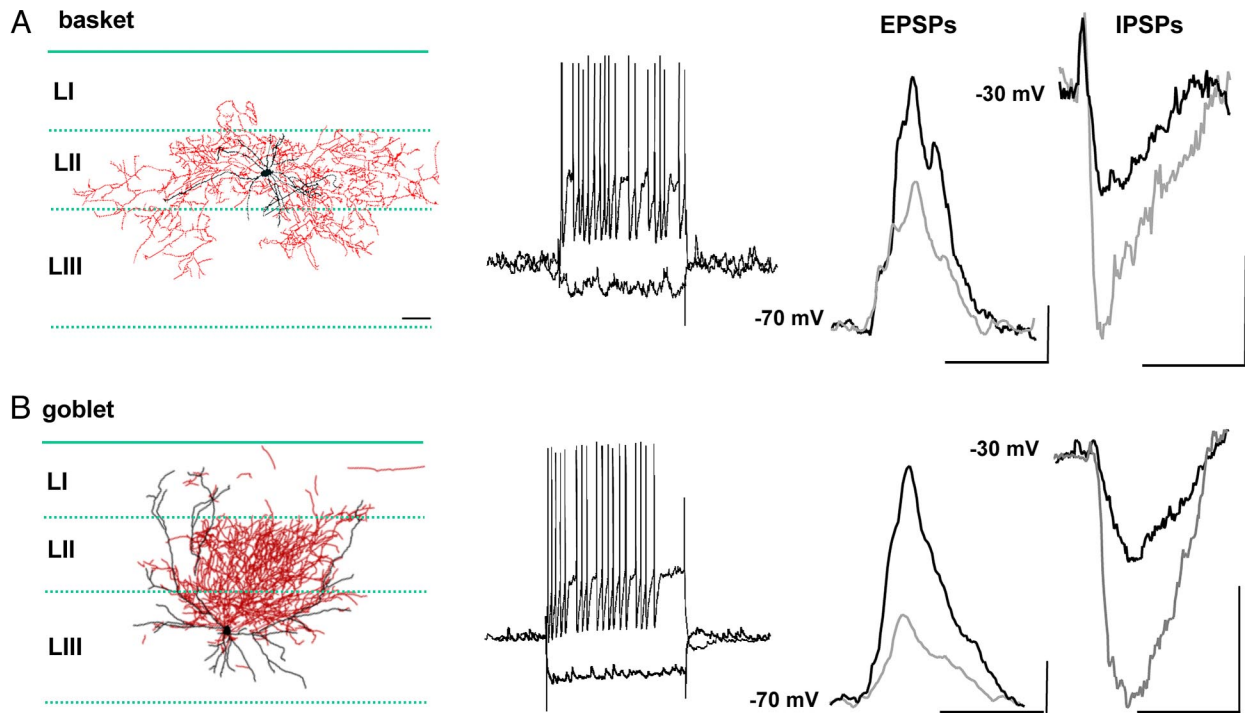 A basket
EPSPs
IPSPs
LI
LII
LIII
-30 mV
-70 mV
B goblet
LI
LII
LIII
-30 mV
-70 mV